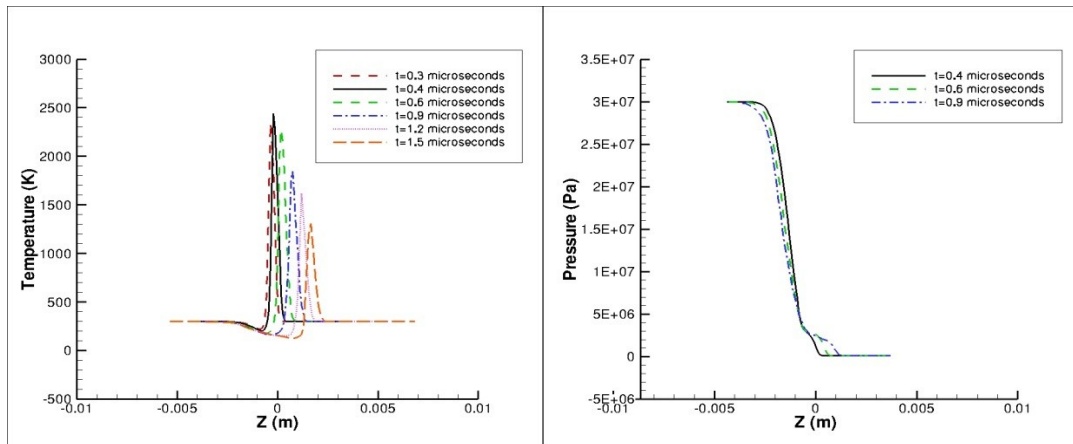 3000
2500
2000
1500
1000
500
0
-500
-0.01
-0.005
0
0.005
0.01
Temperature (K)
Z (m)
t=0.3 microseconds
t=0.4 microseconds
t=0.6 microseconds
t=0.9 microseconds
t=1.2 microseconds
t=1.5 microseconds
3.5E+07
3E+07
2.5E+07
2E+07
1.5E+07
1E+07
5E+06
0
-5E+06
-0.01
-0.005
0
0.005
0.01
Pressure (Pa)
Z (m)
t=0.4 microseconds
t=0.6 microseconds
t=0.9 microseconds